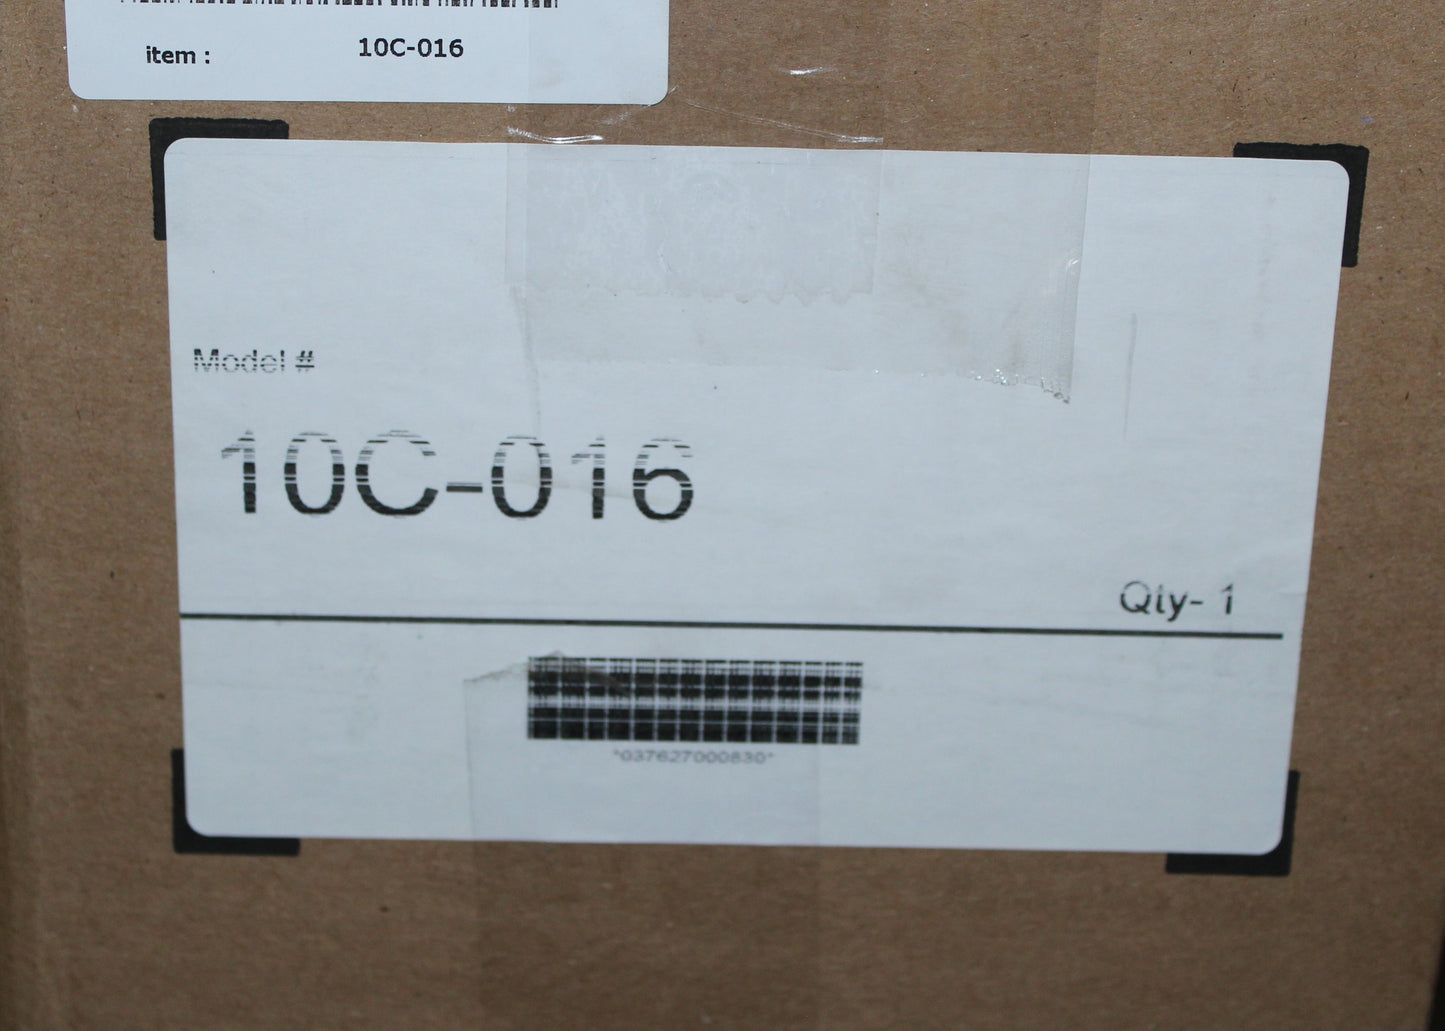 item : 10C-016
Model #
10C-016
Qty- 1
*037627000830*